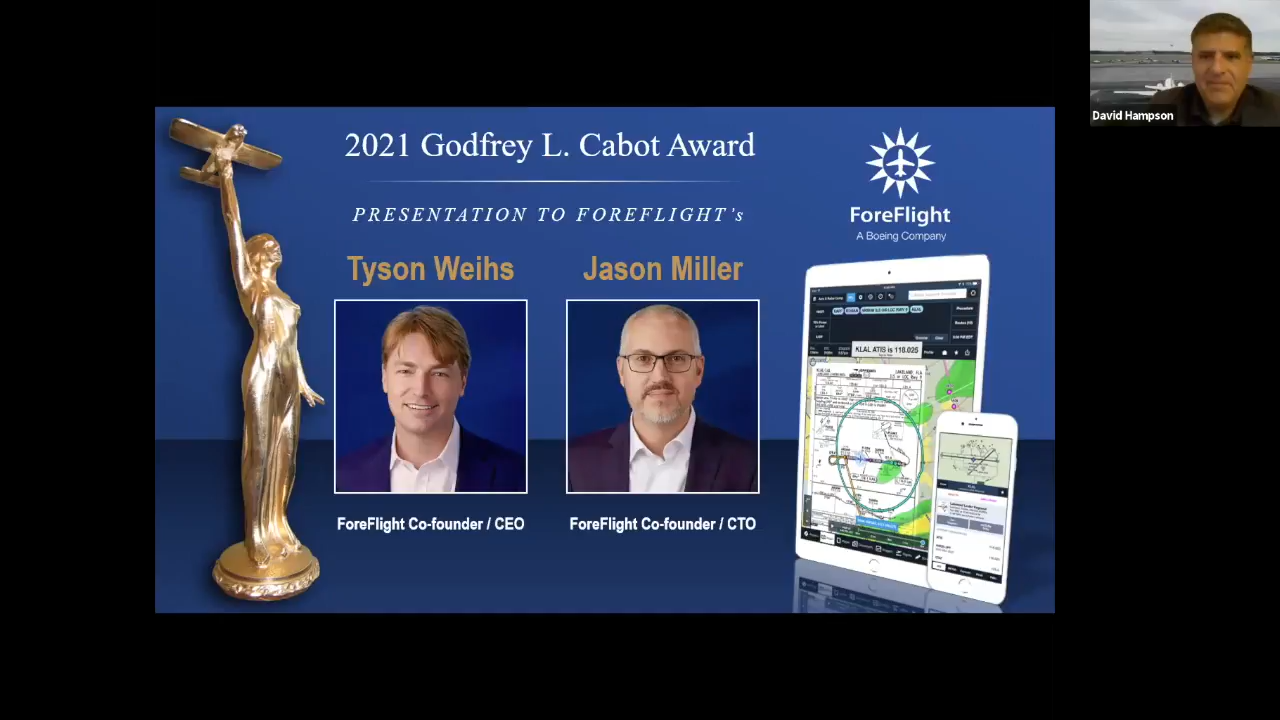 2021 Godfrey L. Cabot Award
PRESENTATION TO FOREFLIGHT's
Tyson Weihs
Jason Miller
ForeFlight Co-founder / CEO
ForeFlight Co-founder / CTO
ForeFlight
A Boeing Company
KLAL ATIS is 118.025
David Hampson